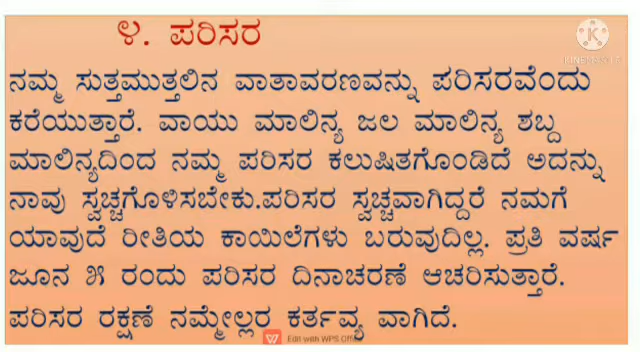 ೪. ಪರಿಸರ
ನಮ್ಮ ಸುತ್ತಮುತ್ತಲಿನ ವಾತಾವರಣವನ್ನು ಪರಿಸರವೆಂದು
ಕರೆಯುತ್ತಾರೆ. ವಾಯು ಮಾಲಿನ್ಯ ಜಲ ಮಾಲಿನ್ಯ ಶಬ್ದ
ಮಾಲಿನ್ಯದಿಂದ ನಮ್ಮ ಪರಿಸರ ಕಲುಷಿತಗೊಂಡಿದೆ ಅದನ್ನು
ನಾವು ಸ್ವಚ್ಚಗೊಳಿಸಬೇಕು.ಪರಿಸರ ಸ್ವಚ್ಚವಾಗಿದ್ದರೆ ನಮಗೆ
ಯಾವುದೆ ರೀತಿಯ ಕಾಯಿಲೆಗಳು ಬರುವುದಿಲ್ಲ. ಪ್ರತಿ ವರ್ಷ
ಜೂನ ೫ ರಂದು ಪರಿಸರ ದಿನಾಚರಣೆ ಆಚರಿಸುತ್ತಾರೆ.
ಪರಿಸರ ರಕ್ಷಣೆ ನಮ್ಮೇಲ್ಲರ ಕರ್ತವ್ಯ ವಾಗಿದೆ.
Edit with WPS Office